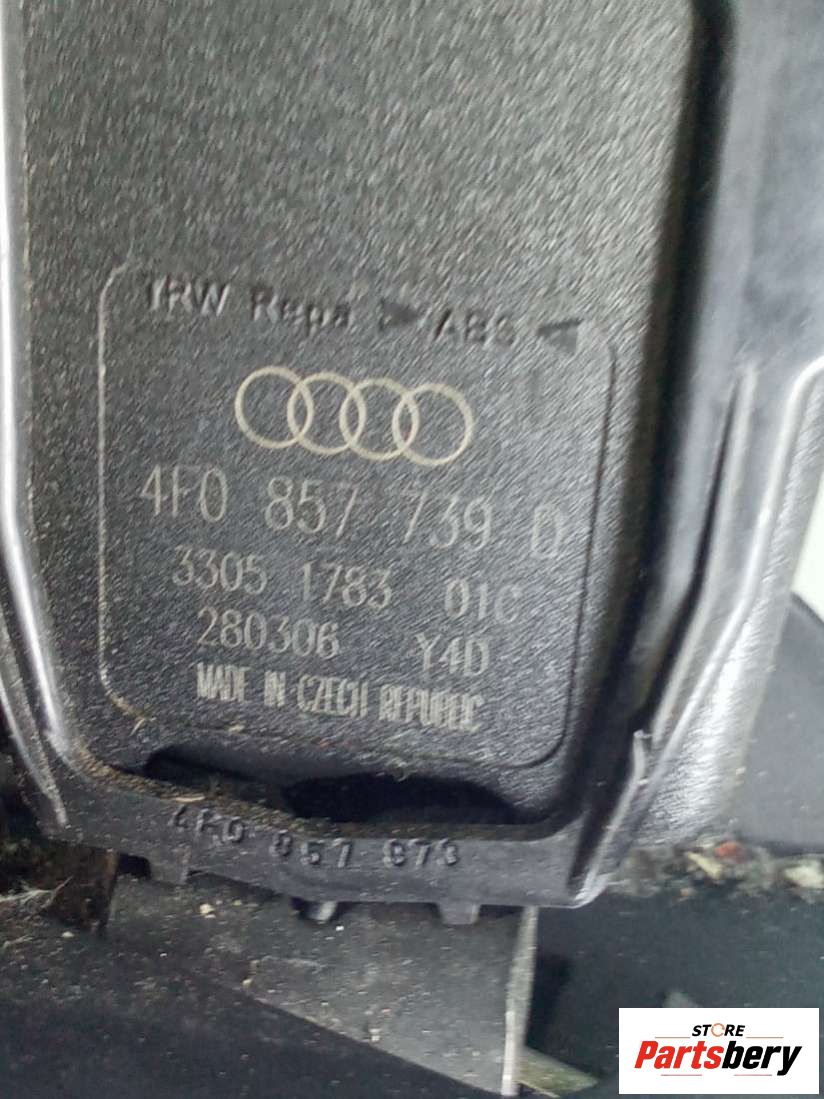 TRW Repa >ABS<
4F0 857 739 D
3305 1783 01C
280306 Y4D
MADE IN CZECH REPUBLIC
4F0 857 873
STORE
Partsbery